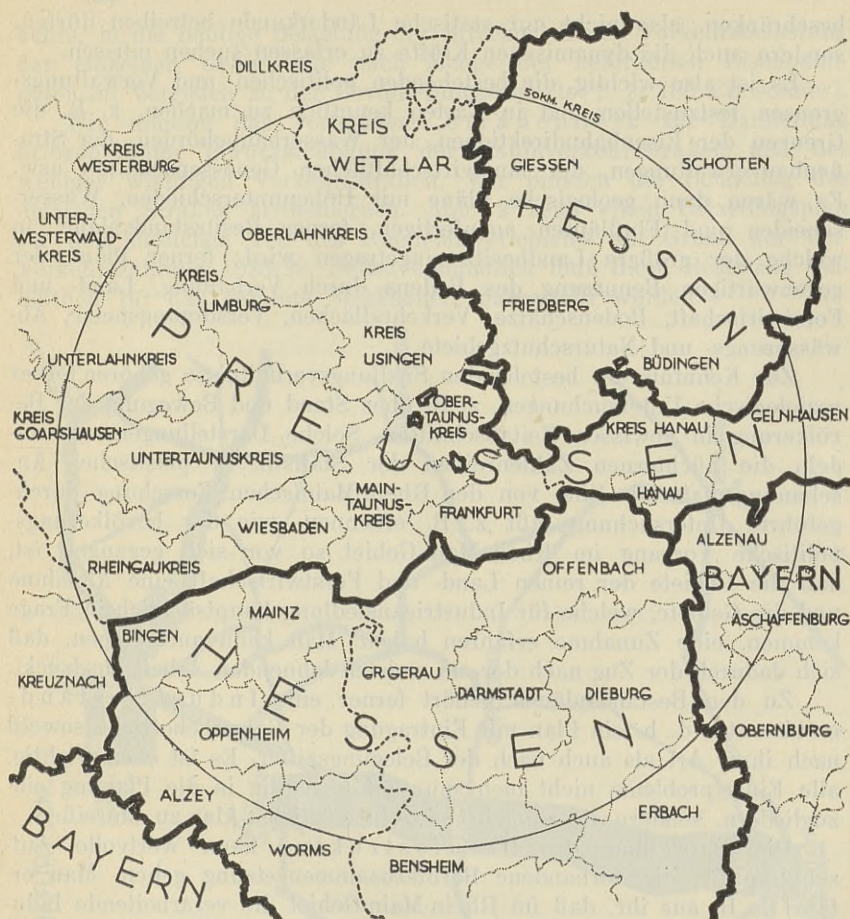 DILLKREIS
50KM. KREIS
KREIS
WETZLAR
KREIS
WESTERBURG
GIESSEN
SCHOTTEN
HESSEN
UNTER-
WESTERWALD-
KREIS
OBERLAHNKREIS
KREIS
LIMBURG
FRIEDBERG
PREUSSEN
KREIS
USINGEN
UNTERLAHNKREIS
BÜDINGEN
OBER-
TAUNUS-
KREIS
KREIS
GOARSHAUSEN
GELNHAUSEN
KREIS HANAU
UNTERTAUNUSKREIS
MAIN-
TAUNUS-
KREIS
HANAU
FRANKFURT
WIESBADEN
ALZENAU
RHEINGAUKREIS
OFFENBACH
BAYERN
MAINZ
ASCHAFFENBURG
BINGEN
HESSEN
KREUZNACH
GR.GERAU
DARMSTADT
DIEBURG
OPPENHEIM
OBERNBURG
ALZEY
ERBACH
BAYERN
WORMS
BENSHEIM